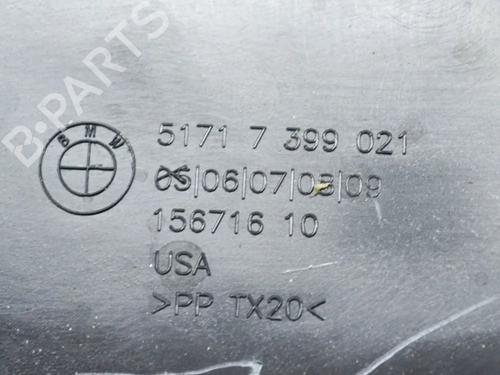 BMW
5171 7 399 021
05|06|07|08|09
156716 10
USA
>PP TX20<
B-PARTS